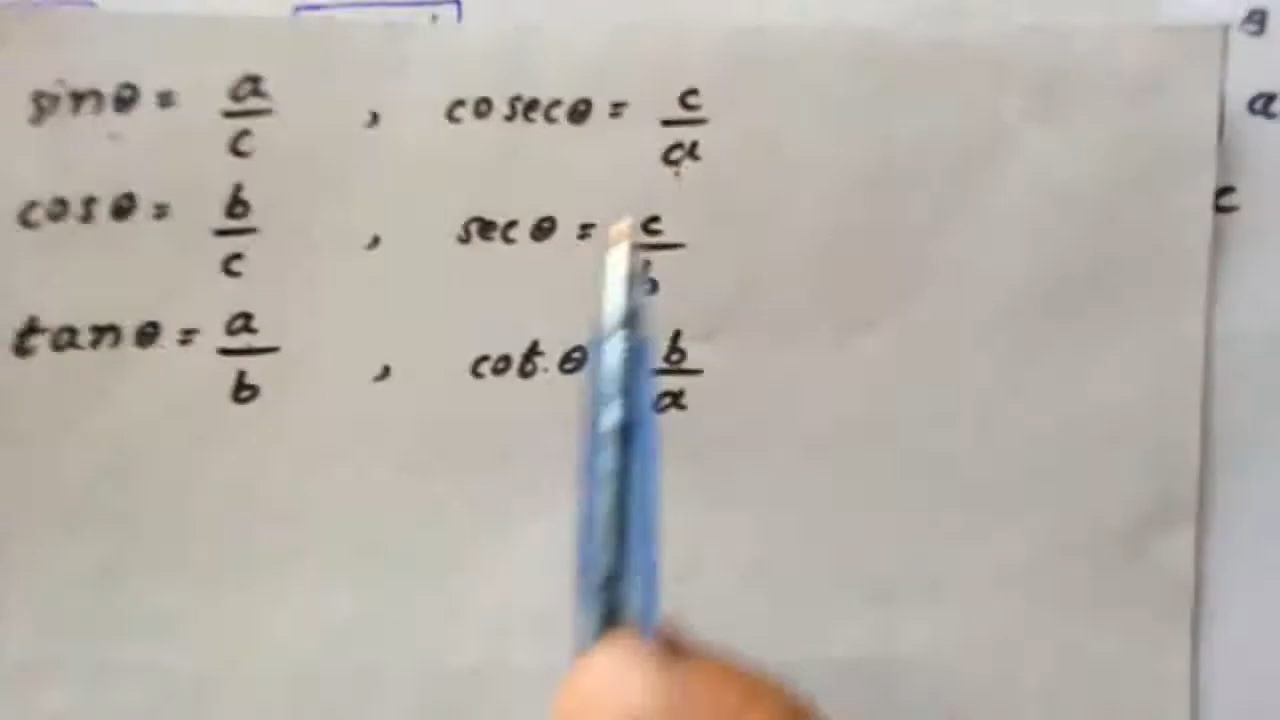 sinθ = a/c , cosecθ = c/a
cosθ = b/c , secθ = c/b
tanθ = a/b , cot.θ b/a
a
c